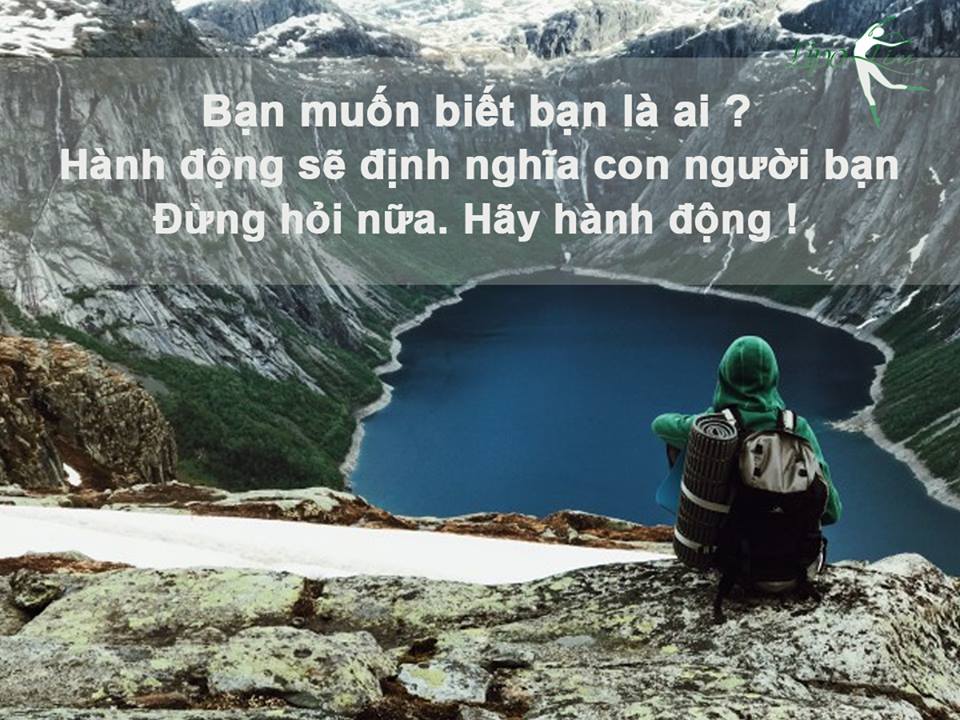 Bạn muốn biết bạn là ai ?
Hành động sẽ định nghĩa con người bạn
Đừng hỏi nữa. Hãy hành động !